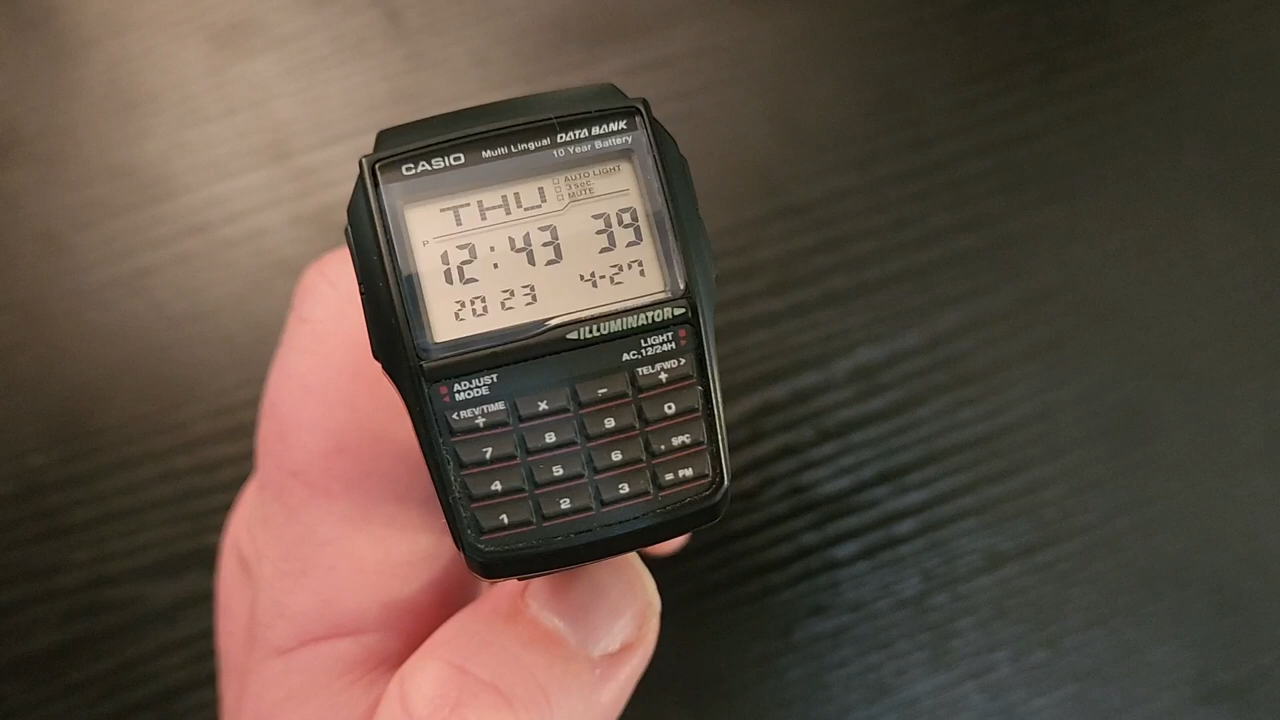 CASIO Multi Lingual DATA BANK
10 Year Battery
THU
AUTO LIGHT
3 sec.
MUTE
P
12:43 39
20 23 4-27
ILLUMINATOR
LIGHT
AC,12/24H
ADJUST
MODE
<REV/TIME ÷ × - TEL/FWD> +
7 8 9 0
4 5 6 . SPC
1 2 3 = PM